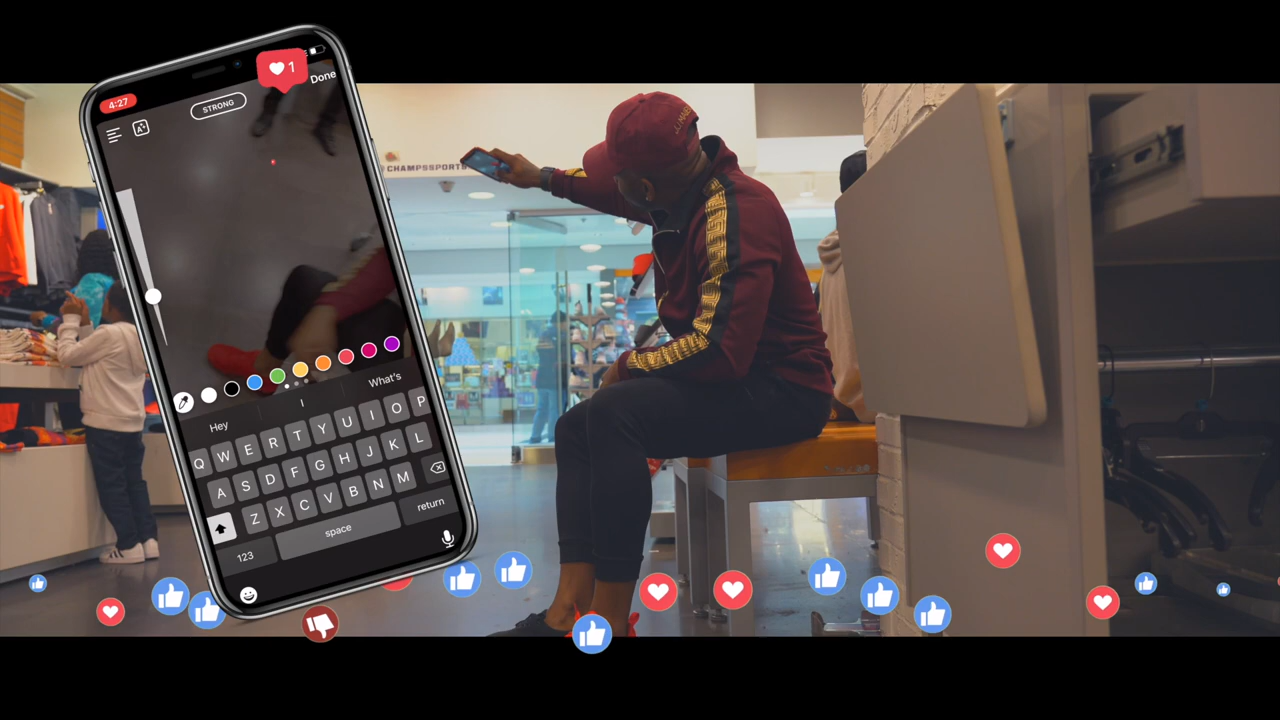 4:27
STRONG
1
Done
CHAMPSSPORTS
Hey
I
What's
Q W E R T Y U I O P
A S D F G H J K L
Z X C V B N M
123
space
return